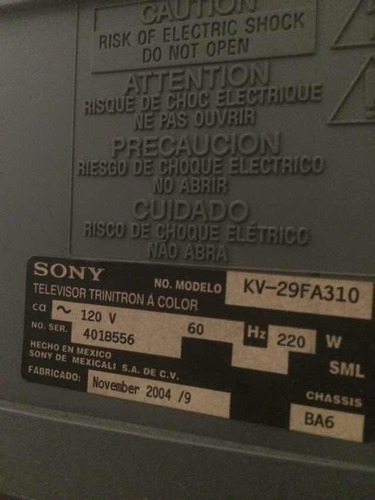 CAUTION
RISK OF ELECTRIC SHOCK
DO NOT OPEN
ATTENTION
RISQUE DE CHOC ÉLECTRIQUE
NE PAS OUVRIR
PRECAUCION
RIESGO DE CHOQUE ELECTRICO
NO ABRIR
CUIDADO
RISCO DE CHOQUE ELÉTRICO
NÃO ABRA
SONY NO. MODELO KV-29FA310
TELEVISOR TRINITRON A COLOR
ca ~ 120 V 60 Hz 220 W
NO. SER. 4018556 SML
HECHO EN MEXICO
SONY DE MEXICALI S.A. DE C.V.
FABRICADO: November 2004 /9 CHASSIS
BA6